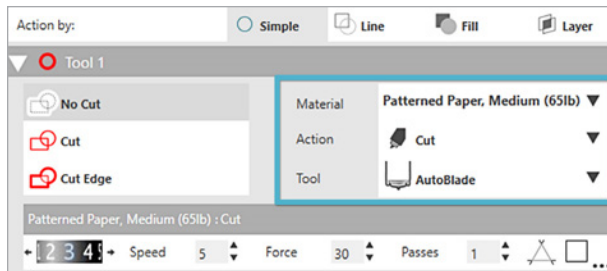 Action by: Simple Line Fill Layer
Tool 1
No Cut
Cut
Cut Edge
Material Patterned Paper, Medium (65lb)
Action Cut
Tool AutoBlade
Patterned Paper, Medium (65lb) : Cut
1 2 3 4 5 Speed 5 Force 30 Passes 1 ...